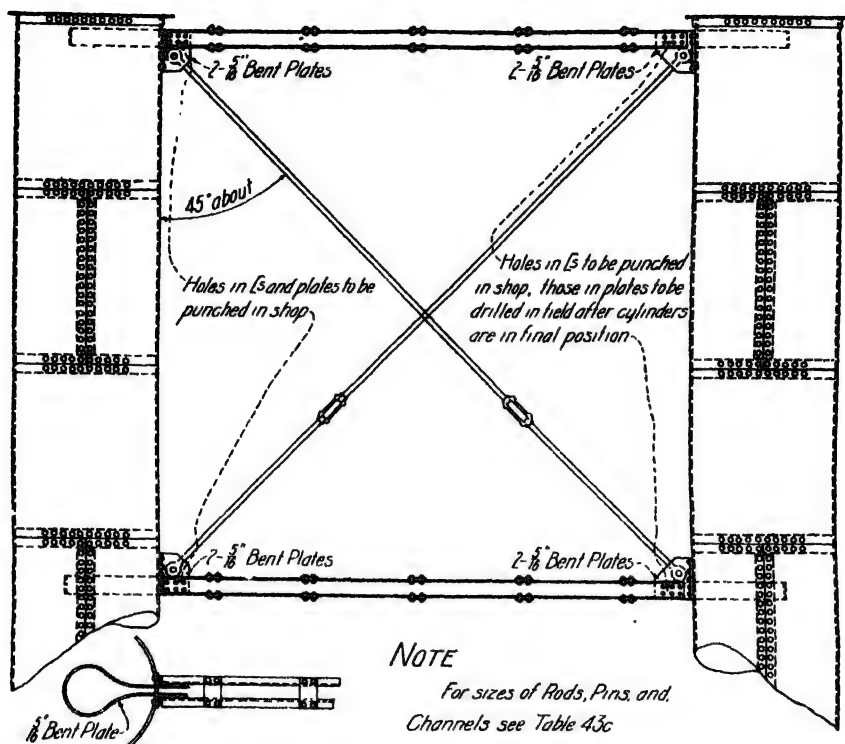 2-5/16" Bent Plates
2-5/16" Bent Plates
45° about
Holes in [s and plates to be
punched in shop
Holes in [s to be punched
in shop, those in plates to be
drilled in field after cylinders
are in final position
2-5/16" Bent Plates
2-5/16" Bent Plates
NOTE
For sizes of Rods, Pins, and,
Channels see Table 43c
5/16" Bent Plate